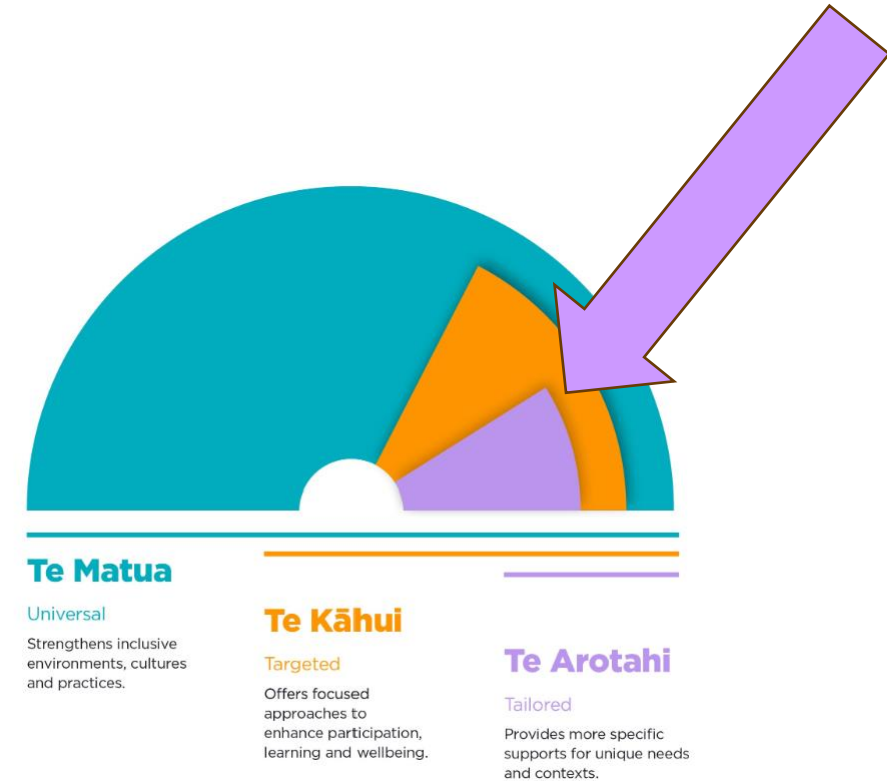 Te Matua
Universal
Strengthens inclusive
environments, cultures
and practices.
Te Kāhui
Targeted
Offers focused
approaches to
enhance participation,
learning and wellbeing.
Te Arotahi
Tailored
Provides more specific
supports for unique needs
and contexts.